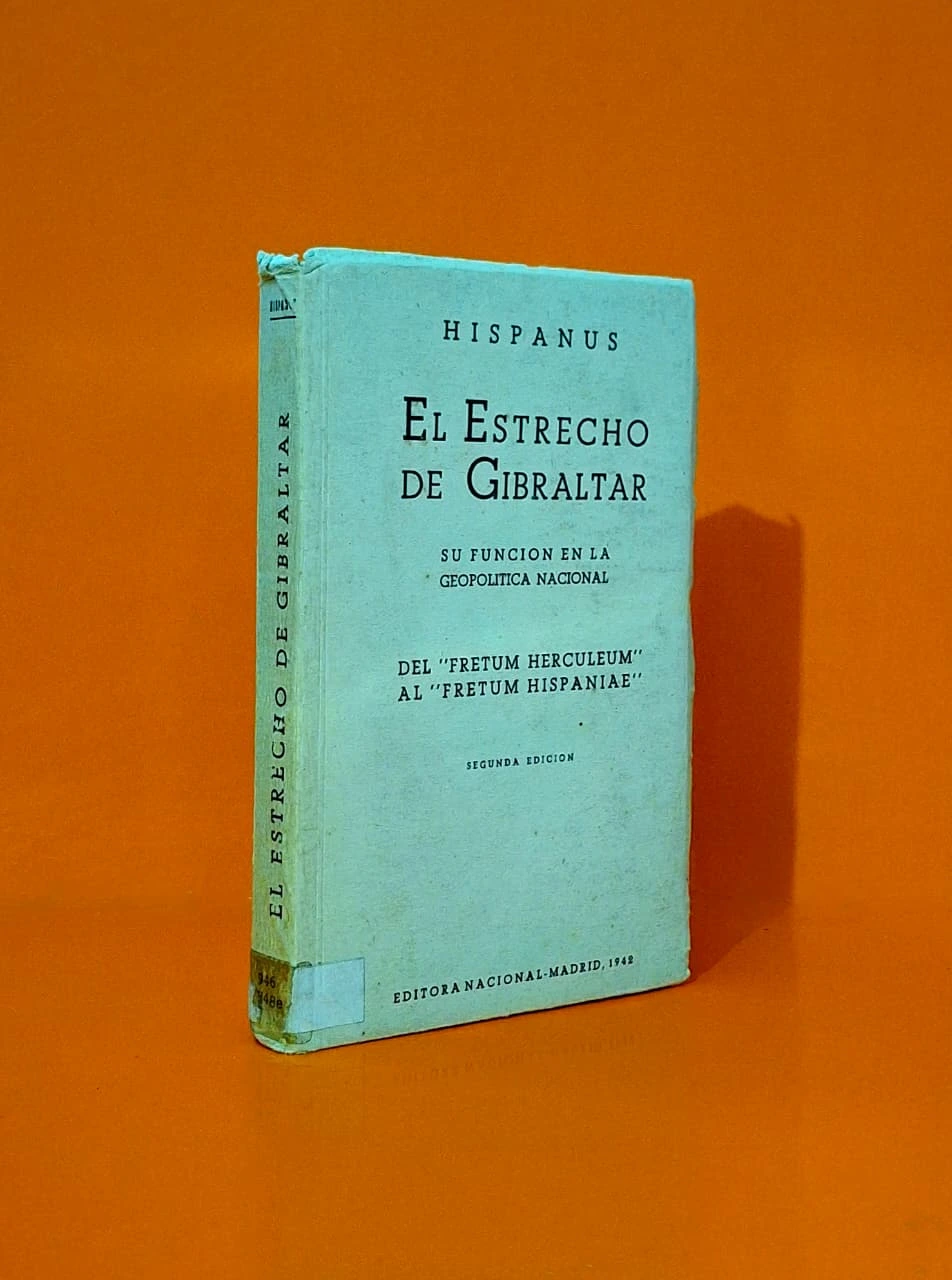 HISPANUS
EL ESTRECHO
DE GIBRALTAR
SU FUNCION EN LA
GEOPOLITICA NACIONAL
DEL "FRETUM HERCULEUM"
AL "FRETUM HISPANIAE"
SEGUNDA EDICION
EDITORA NACIONAL-MADRID, 1942
EL ESTRECHO DE GIBRALTAR